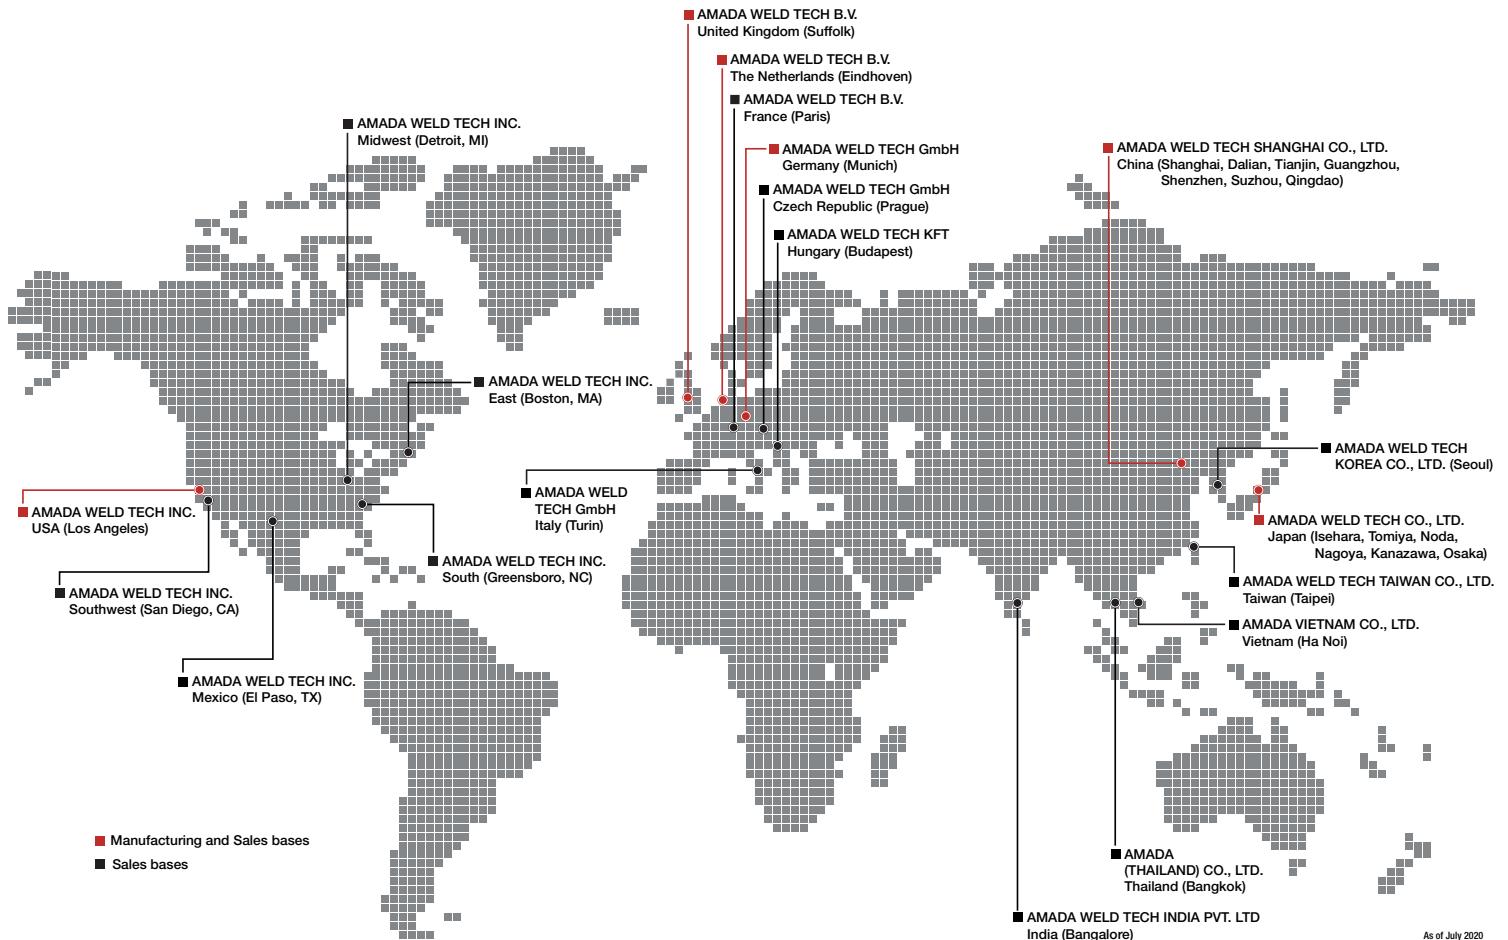 AMADA WELD TECH B.V.
United Kingdom (Suffolk)
AMADA WELD TECH B.V.
The Netherlands (Eindhoven)
AMADA WELD TECH B.V.
France (Paris)
AMADA WELD TECH INC.
Midwest (Detroit, MI)
AMADA WELD TECH GmbH
Germany (Munich)
AMADA WELD TECH SHANGHAI CO., LTD.
China (Shanghai, Dalian, Tianjin, Guangzhou,
Shenzhen, Suzhou, Qingdao)
AMADA WELD TECH GmbH
Czech Republic (Prague)
AMADA WELD TECH KFT
Hungary (Budapest)
AMADA WELD TECH INC.
East (Boston, MA)
AMADA WELD TECH
KOREA CO., LTD. (Seoul)
AMADA WELD
TECH GmbH
Italy (Turin)
AMADA WELD TECH INC.
USA (Los Angeles)
AMADA WELD TECH CO., LTD.
Japan (Isehara, Tomiya, Noda,
Nagoya, Kanazawa, Osaka)
AMADA WELD TECH INC.
South (Greensboro, NC)
AMADA WELD TECH TAIWAN CO., LTD.
Taiwan (Taipei)
AMADA WELD TECH INC.
Southwest (San Diego, CA)
AMADA VIETNAM CO., LTD.
Vietnam (Ha Noi)
AMADA WELD TECH INC.
Mexico (El Paso, TX)
Manufacturing and Sales bases
Sales bases
AMADA
(THAILAND) CO., LTD.
Thailand (Bangkok)
AMADA WELD TECH INDIA PVT. LTD
India (Bangalore)
As of July 2020